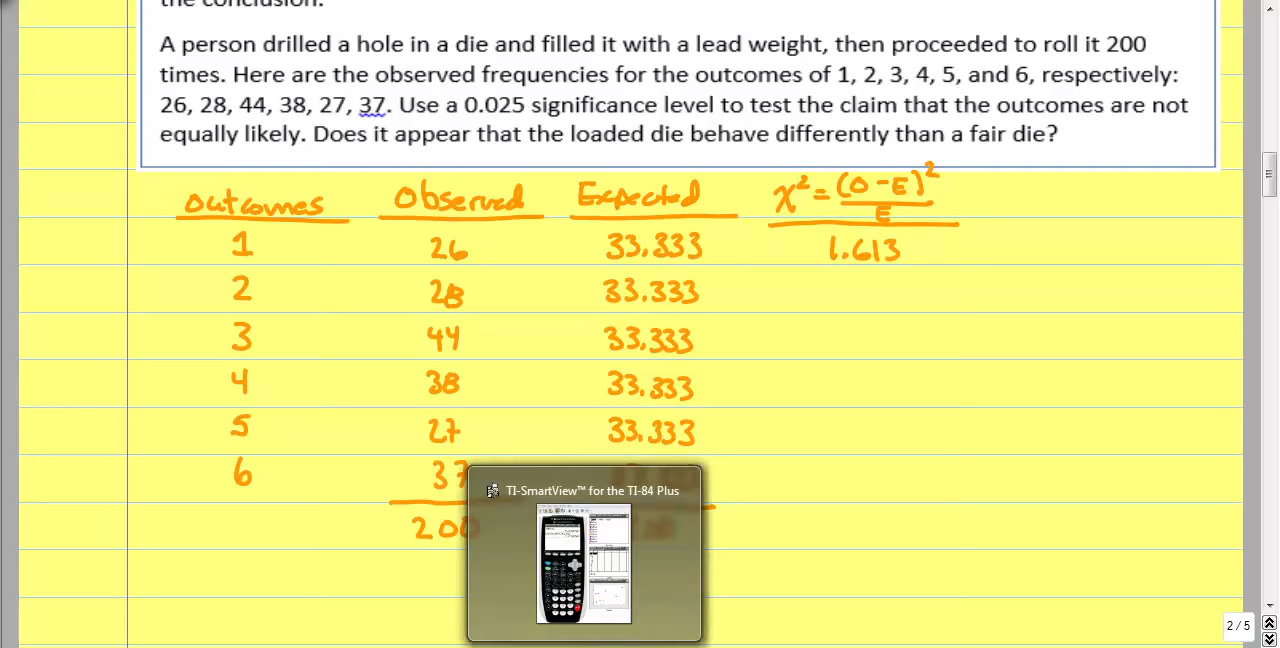 the conclusion.
A person drilled a hole in a die and filled it with a lead weight, then proceeded to roll it 200
times. Here are the observed frequencies for the outcomes of 1, 2, 3, 4, 5, and 6, respectively:
26, 28, 44, 38, 27, 37. Use a 0.025 significance level to test the claim that the outcomes are not
equally likely. Does it appear that the loaded die behave differently than a fair die?
Outcomes Observed Expected χ² = (O-E)²/E
1 26 33.333 1.613
2 28 33.333
3 44 33.333
4 38 33.333
5 27 33.333
6 37
200
TI-SmartView™ for the TI-84 Plus
2 / 5